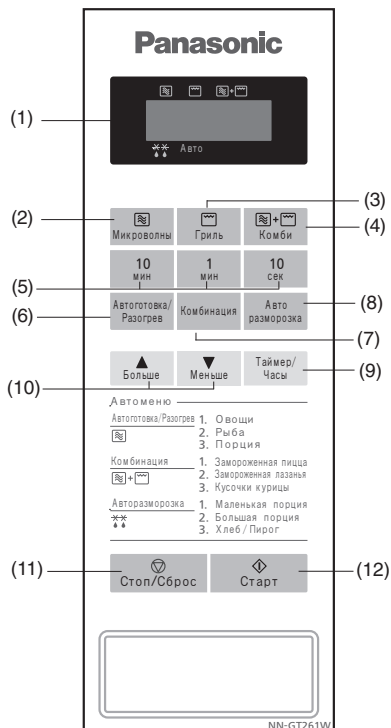 Panasonic
(1)
Авто
(3)
(2)
Микроволны
Гриль
Комби
(4)
10 мин
1 мин
10 сек
(5)
Автоготовка/
Разогрев
Комбинация
Авто
разморозка
(8)
(6)
(7)
Больше
Меньше
Таймер/
Часы
(9)
(10)
Автоменю
Автоготовка/Разогрев
1. Овощи
2. Рыба
3. Порция
Комбинация
1. Замороженная пицца
2. Замороженная лазанья
3. Кусочки курицы
Авторазморозка
1. Маленькая порция
2. Большая порция
3. Хлеб/Пирог
(11)
Стоп/Сброс
Старт
(12)
NN-GT261W